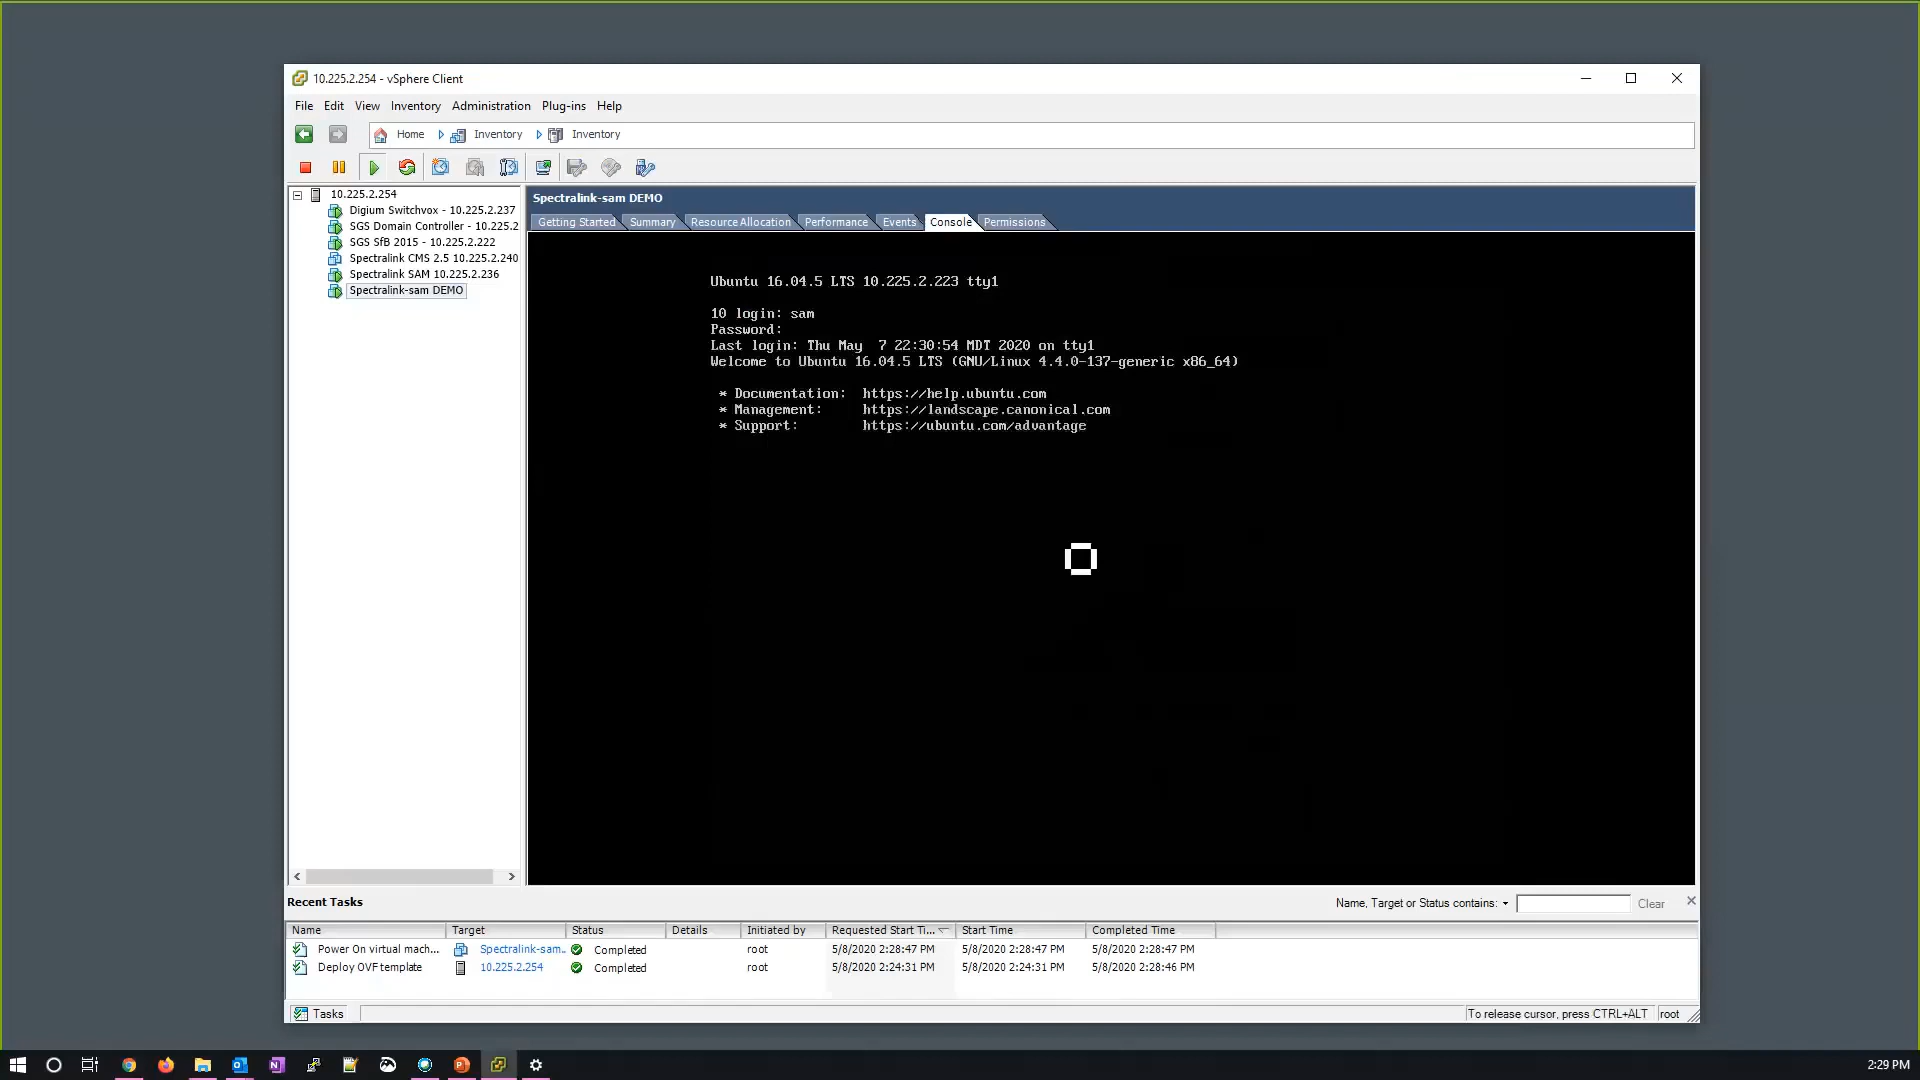 10.225.2.254 - vSphere Client
File Edit View Inventory Administration Plug-ins Help
Home Inventory Inventory
10.225.2.254
Digium Switchvox - 10.225.2.237
SGS Domain Controller - 10.225.2
SGS SfB 2015 - 10.225.2.222
Spectralink CMS 2.5 10.225.2.240
Spectralink SAM 10.225.2.236
Spectralink-sam DEMO
Spectralink-sam DEMO
Getting Started Summary Resource Allocation Performance Events Console Permissions
Ubuntu 16.04.5 LTS 10.225.2.223 tty1
10 login: sam
Password:
Last login: Thu May  7 22:30:54 MDT 2020 on tty1
Welcome to Ubuntu 16.04.5 LTS (GNU/Linux 4.4.0-137-generic x86_64)
* Documentation: https://help.ubuntu.com
* Management: https://landscape.canonical.com
* Support: https://ubuntu.com/advantage
Recent Tasks
Name, Target or Status contains: Clear
Name Target Status Details Initiated by Requested Start Ti... Start Time Completed Time
Power On virtual mach... Spectralink-sam.. Completed root 5/8/2020 2:28:47 PM 5/8/2020 2:28:47 PM 5/8/2020 2:28:47 PM
Deploy OVF template 10.225.2.254 Completed root 5/8/2020 2:24:31 PM 5/8/2020 2:24:31 PM 5/8/2020 2:28:46 PM
Tasks
To release cursor, press CTRL+ALT root
2:29 PM